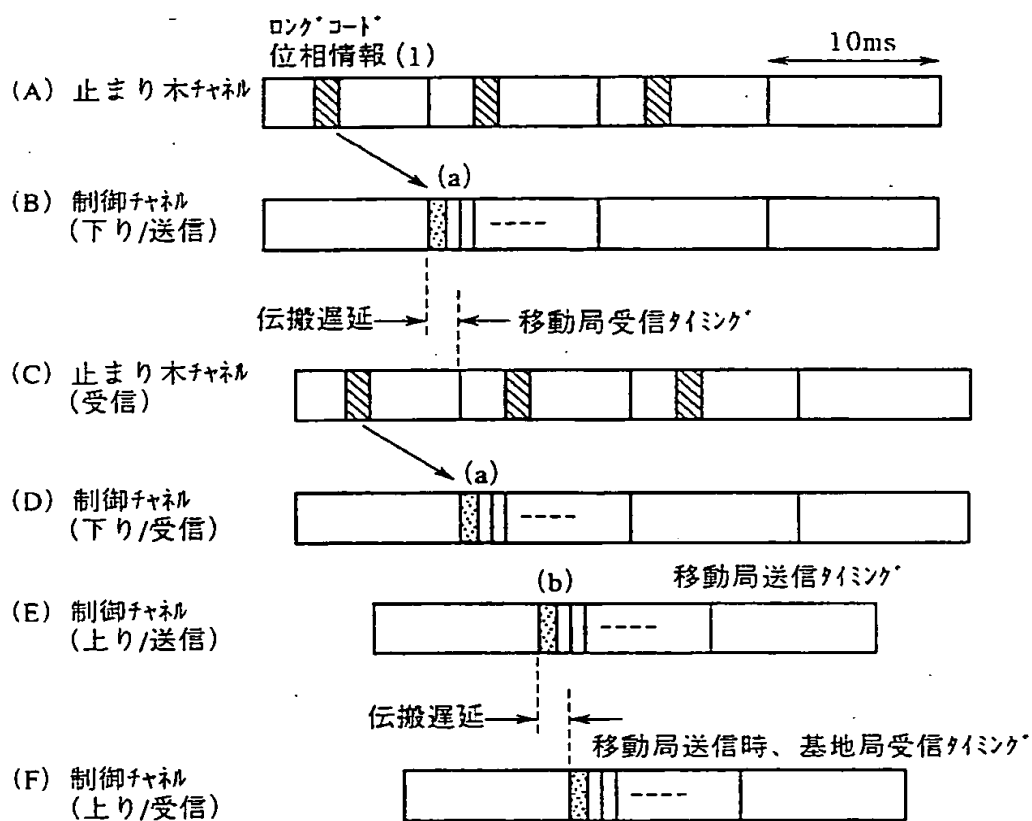 ロングコード
位相情報(1)
10ms
(A) 止まり木チャネル
(a)
(B) 制御チャネル
(下り/送信)
伝搬遅延
移動局受信タイミング
(C) 止まり木チャネル
(受信)
(a)
(D) 制御チャネル
(下り/受信)
(b)
移動局送信タイミング
(E) 制御チャネル
(上り/送信)
伝搬遅延
移動局送信時、基地局受信タイミング
(F) 制御チャネル
(上り/受信)